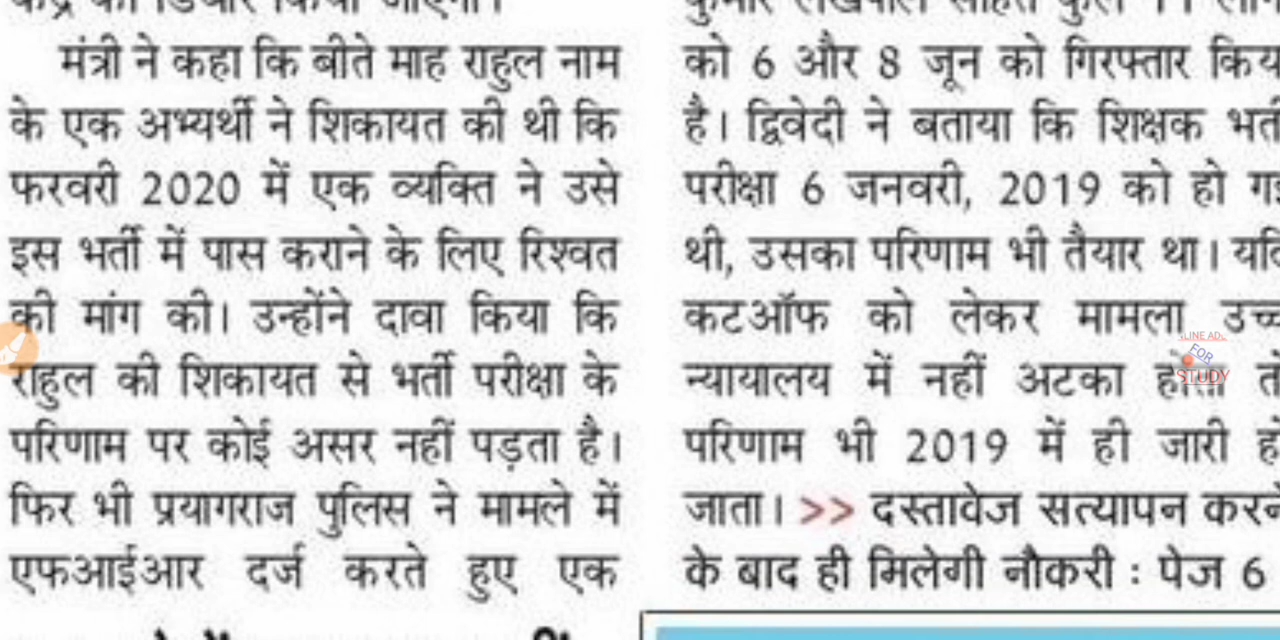 मंत्री ने कहा कि बीते माह राहुल नाम
के एक अभ्यर्थी ने शिकायत की थी कि
फरवरी 2020 में एक व्यक्ति ने उसे
इस भर्ती में पास कराने के लिए रिश्वत
की मांग की। उन्होंने दावा किया कि
राहुल की शिकायत से भर्ती परीक्षा के
परिणाम पर कोई असर नहीं पड़ता है।
फिर भी प्रयागराज पुलिस ने मामले में
एफआईआर दर्ज करते हुए एक
को 6 और 8 जून को गिरफ्तार किय
है। द्विवेदी ने बताया कि शिक्षक भर्ती
परीक्षा 6 जनवरी, 2019 को हो
थी, उसका परिणाम भी तैयार था। यदि
कटऑफ को लेकर मामला उच्च
न्यायालय में नहीं अटका होता
परिणाम भी 2019 में ही जारी
जाता। >> दस्तावेज सत्यापन करने
के बाद ही मिलेगी नौकरी : पेज 6
FOR
STUDY